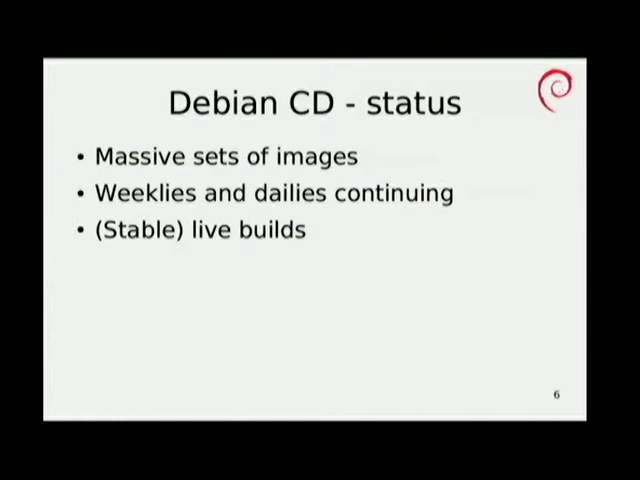 Debian CD - status
• Massive sets of images
• Weeklies and dailies continuing
• (Stable) live builds
6